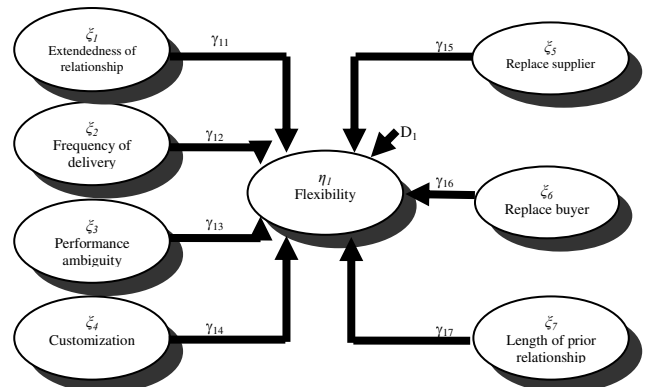 ξ1
Extendedness of
relationship
γ11
ξ2
Frequency of
delivery
γ12
ξ3
Performance
ambiguity
γ13
ξ4
Customization
γ14
η1
Flexibility
D1
γ15
ξ5
Replace supplier
γ16
ξ6
Replace buyer
γ17
ξ7
Length of prior
relationship